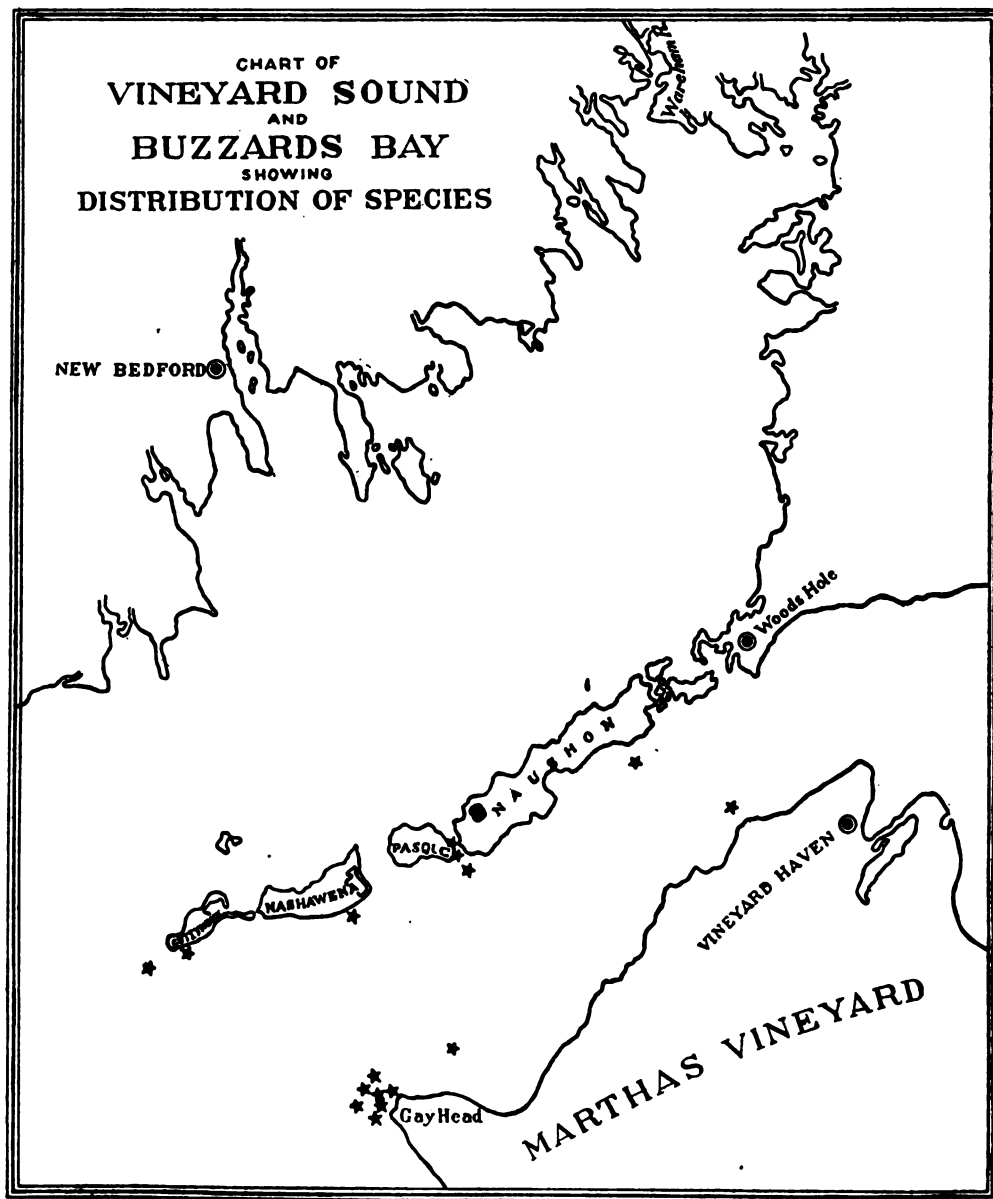 CHART OF
VINEYARD SOUND
AND
BUZZARDS BAY
SHOWING
DISTRIBUTION OF SPECIES
Wareham R.
NEW BEDFORD
Woods Hole
NAUSHON
NASHAWENA
VINEYARD HAVEN
MARTHAS VINEYARD
Gay Head